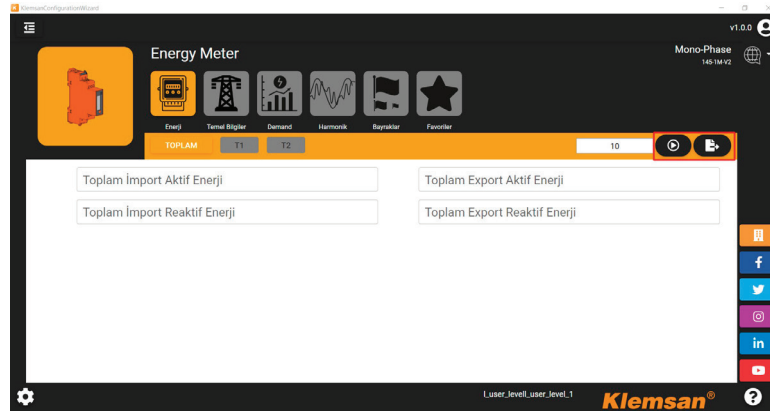 KlemsanConfigurationWizard
v1.0.0
Energy Meter
Mono-Phase
145-1M-V2
Enerji
Temel Bilgiler
Demand
Harmonik
Bayraklar
Favoriler
TOPLAM T1 T2 10
Toplam İmport Aktif Enerji
Toplam Export Aktif Enerji
Toplam İmport Reaktif Enerji
Toplam Export Reaktif Enerji
f
in
l_user_levell_user_level_1
Klemsan®
?